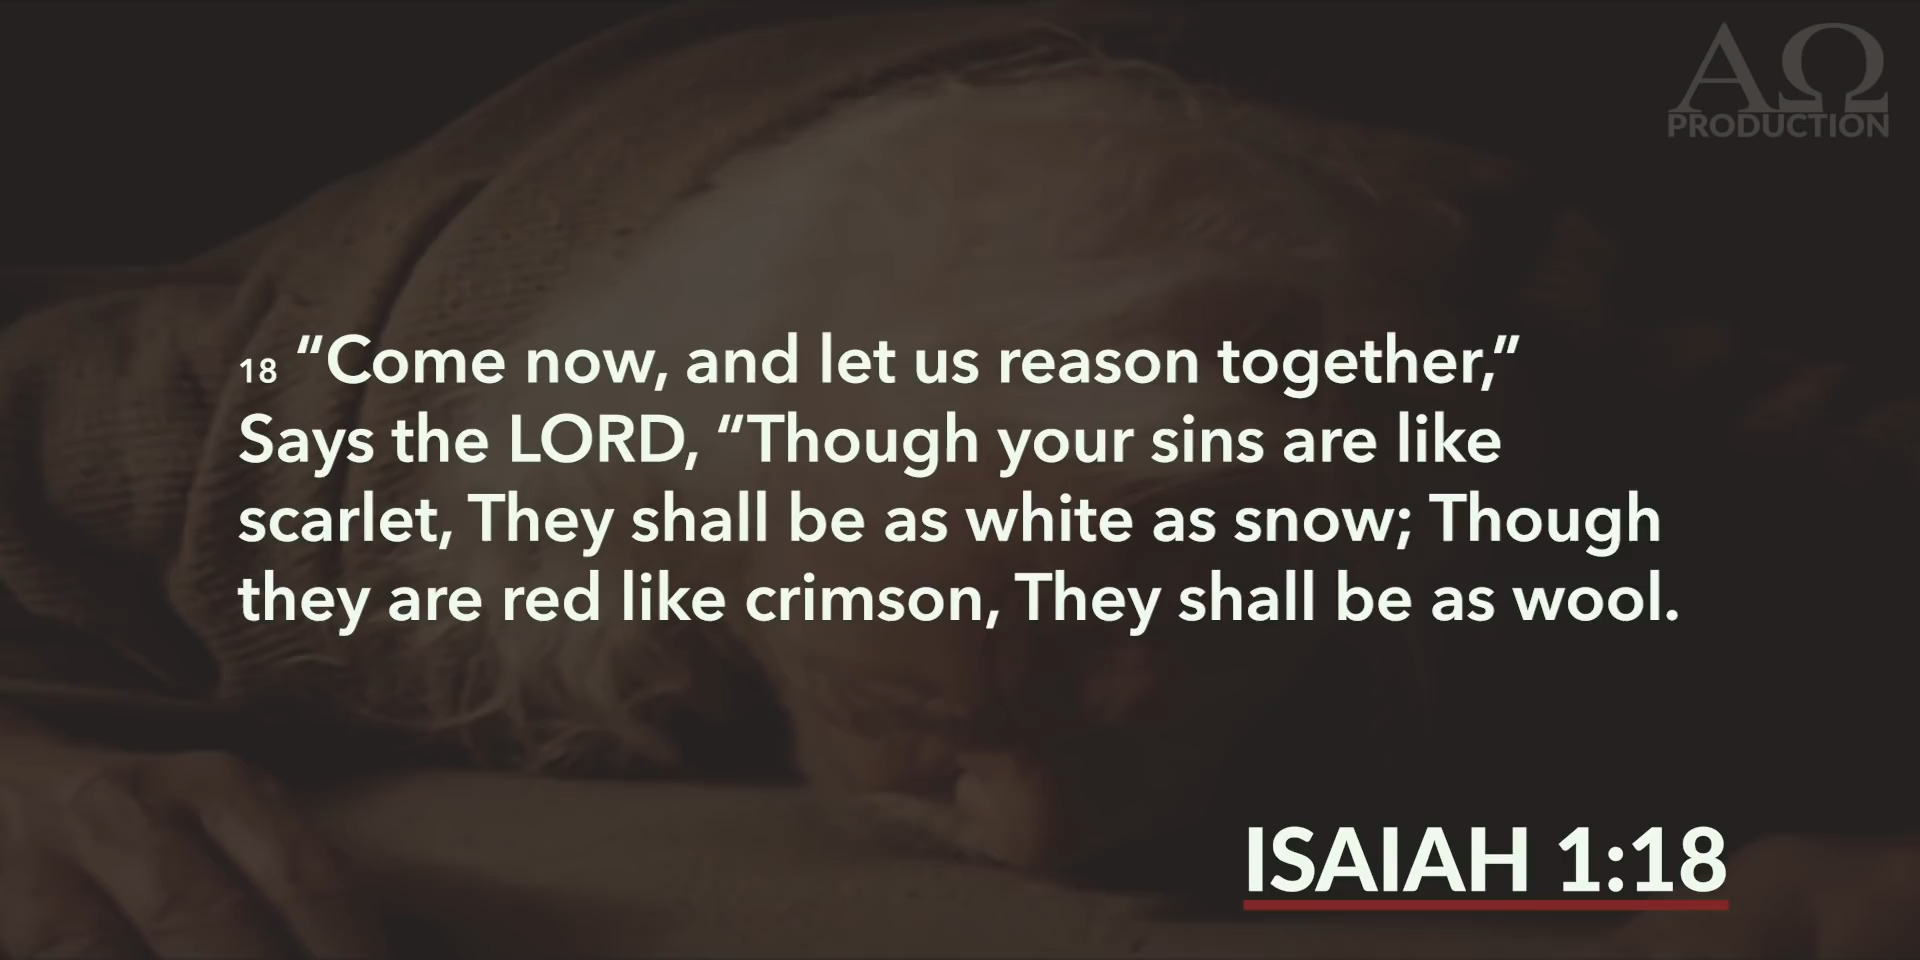 ΑΩ
PRODUCTION
18 “Come now, and let us reason together,”
Says the LORD, “Though your sins are like
scarlet, They shall be as white as snow; Though
they are red like crimson, They shall be as wool.
ISAIAH 1:18